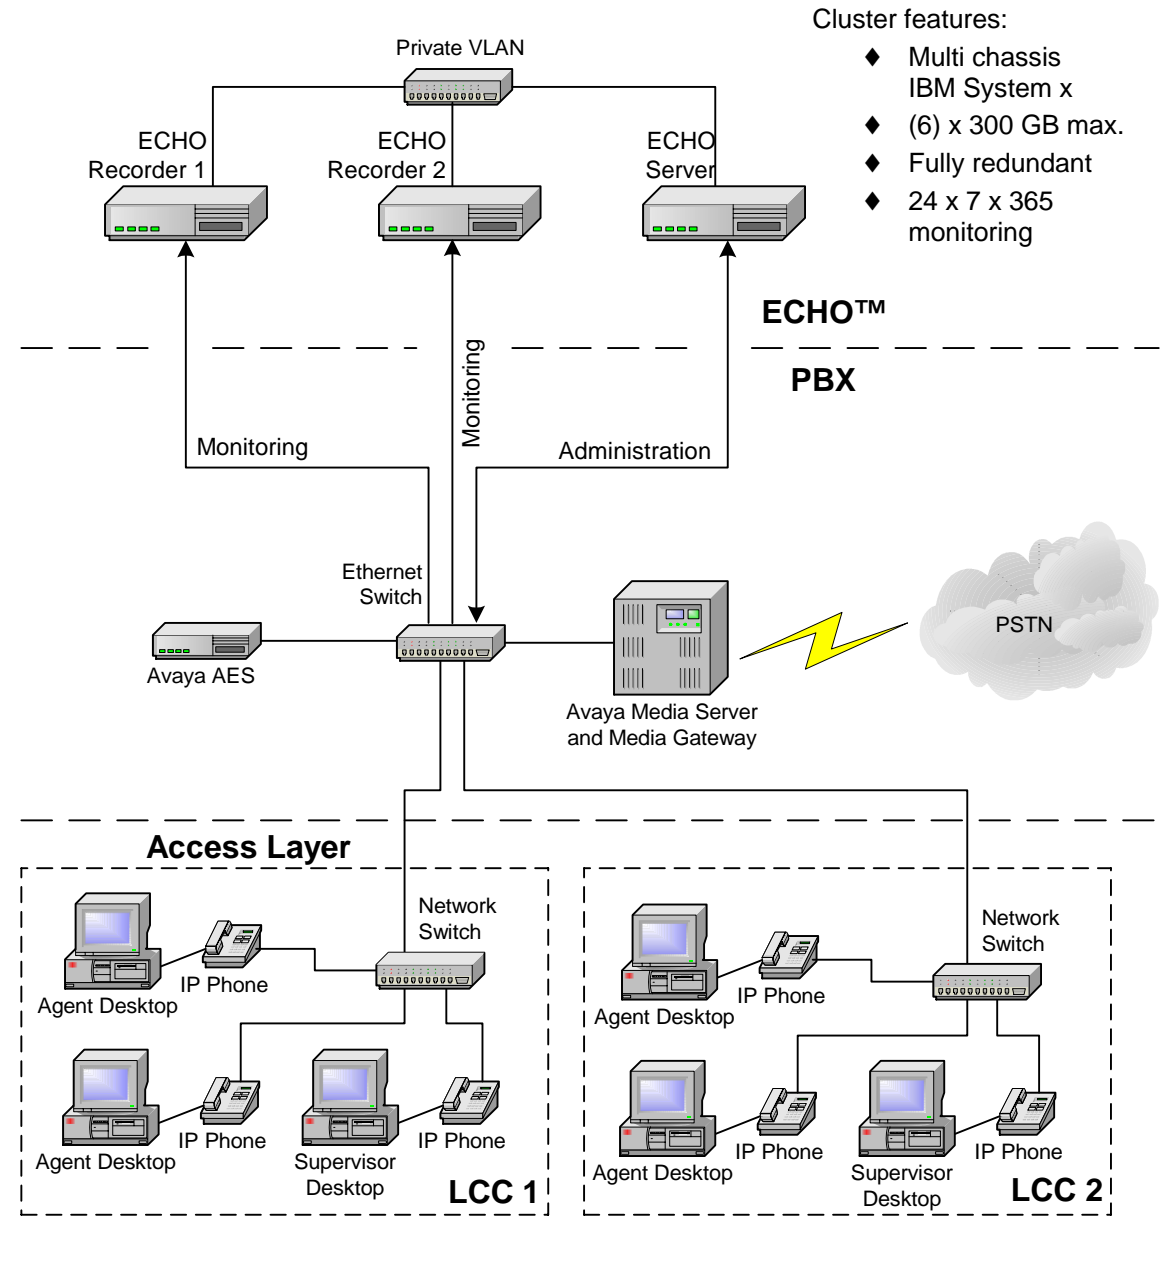 Cluster features:
♦ Multi chassis
IBM System x
♦ (6) x 300 GB max.
♦ Fully redundant
♦ 24 x 7 x 365
monitoring
Private VLAN
ECHO
Recorder 1
ECHO
Recorder 2
ECHO
Server
ECHO™
PBX
Monitoring
Monitoring
Administration
Ethernet
Switch
PSTN
Avaya AES
Avaya Media Server
and Media Gateway
Access Layer
Network
Switch
IP Phone
Agent Desktop
IP Phone
Agent Desktop
IP Phone
Supervisor
Desktop
LCC 1
Network
Switch
IP Phone
Agent Desktop
IP Phone
Agent Desktop
IP Phone
Supervisor
Desktop
LCC 2